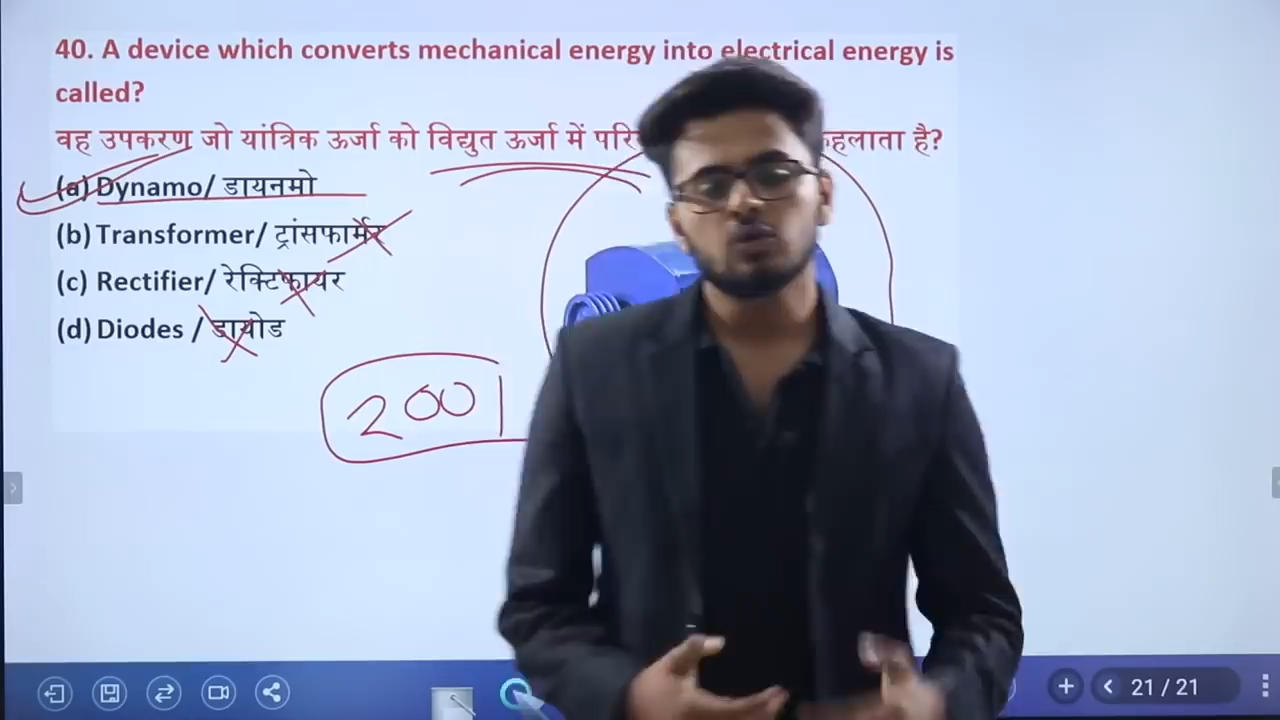 40. A device which converts mechanical energy into electrical energy is
called?
वह उपकरण जो यांत्रिक ऊर्जा को विद्युत ऊर्जा में कहलाता है?
(a) Dynamo/ डायनमो
(b) Transformer/ ट्रांसफार्मर
(c) Rectifier/ रेक्टिफायर
(d) Diodes / डायोड
200
21 / 21